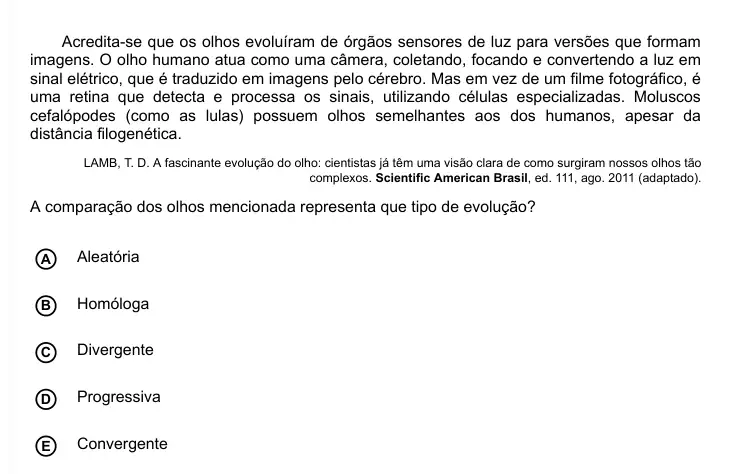 Acredita-se que os olhos evoluíram de órgãos sensores de luz para versões que formam
imagens. O olho humano atua como uma câmera, coletando, focando e convertendo a luz em
sinal elétrico, que é traduzido em imagens pelo cérebro. Mas em vez de um filme fotográfico, é
uma retina que detecta e processa os sinais, utilizando células especializadas. Moluscos
cefalópodes (como as lulas) possuem olhos semelhantes aos dos humanos, apesar da
distância filogenética.
LAMB, T. D. A fascinante evolução do olho: cientistas já têm uma visão clara de como surgiram nossos olhos tão
complexos. Scientific American Brasil, ed. 111, ago. 2011 (adaptado).
A comparação dos olhos mencionada representa que tipo de evolução?
A Aleatória
B Homóloga
C Divergente
D Progressiva
E Convergente